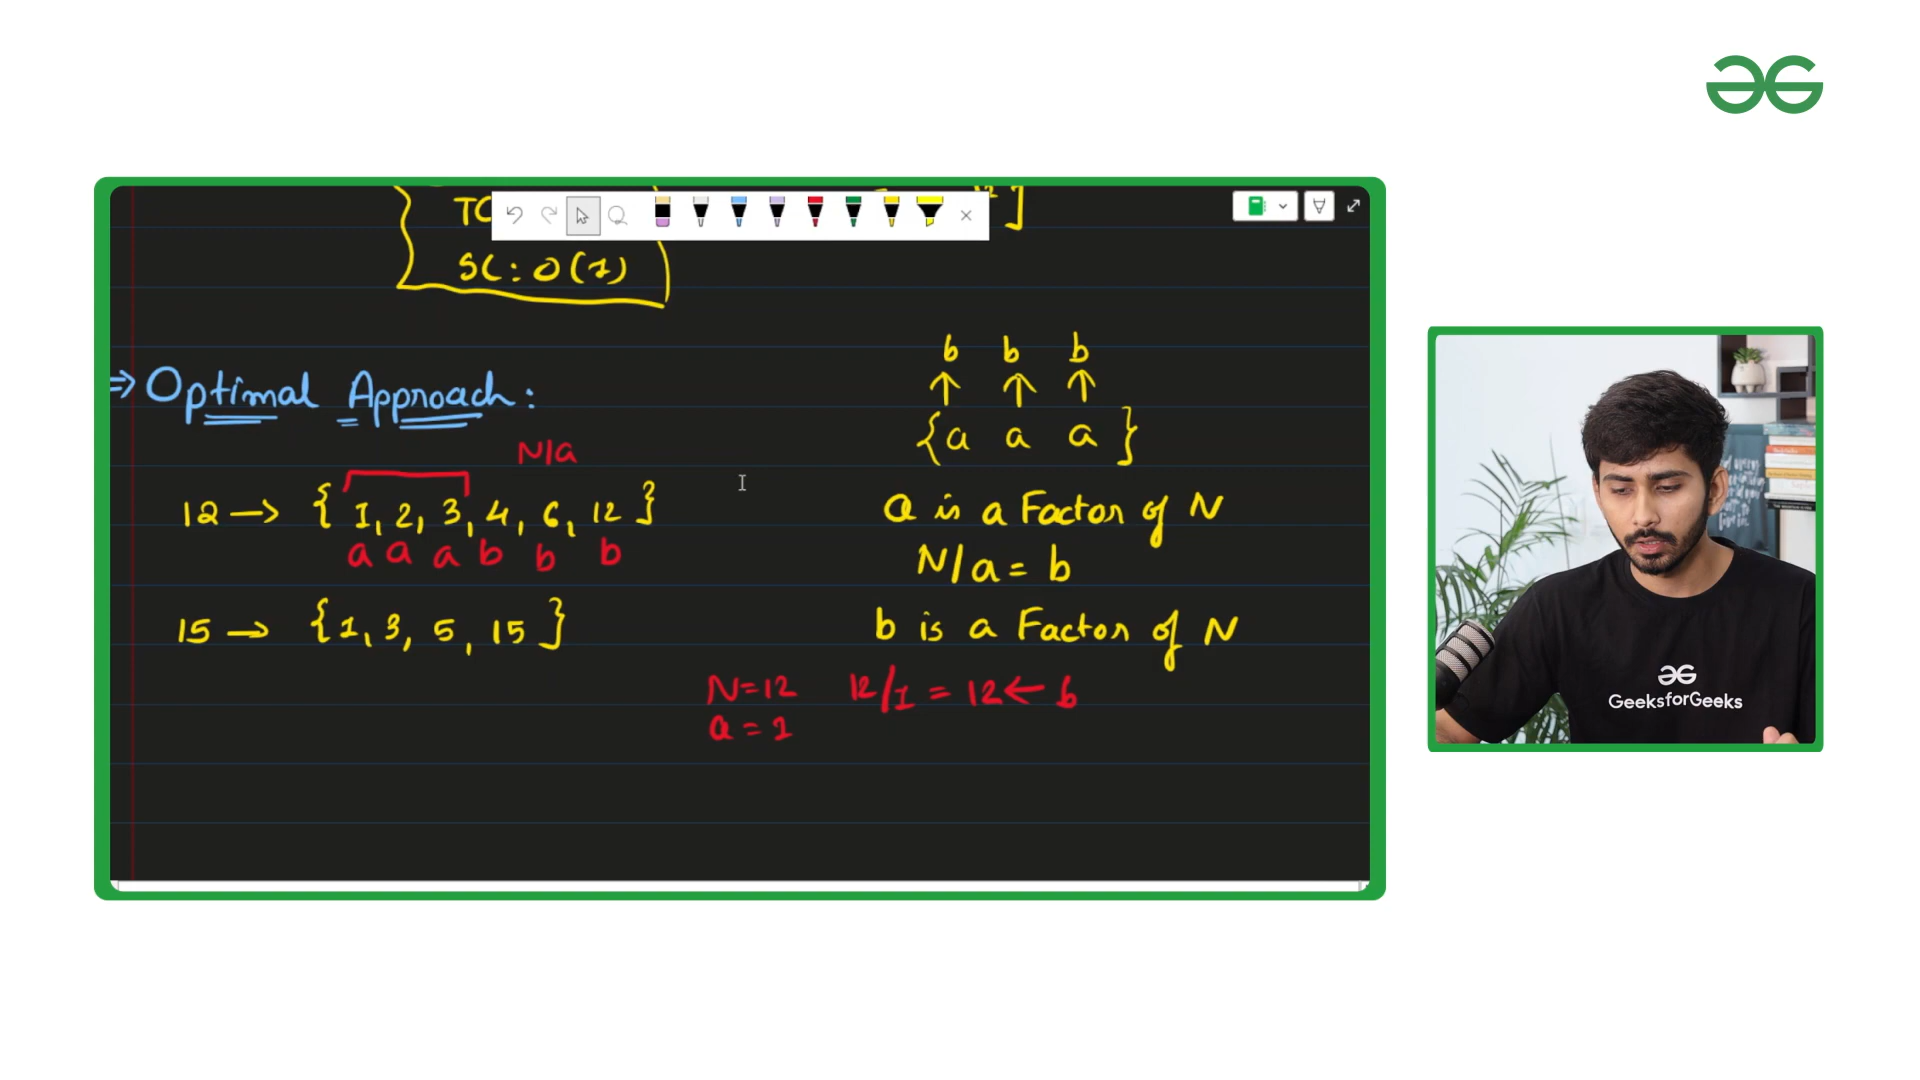 TC
2 ]
SC : O(1)
b b b
⇒ Optimal Approach :
{a a a }
N/a
12 → { 1, 2, 3, 4, 6, 12 }
a a a b b b
a is a Factor of N
N/a = b
15 → {1, 3, 5, 15 }
b is a Factor of N
N=12 12/1 = 12 ← b
a = 1
GeeksforGeeks